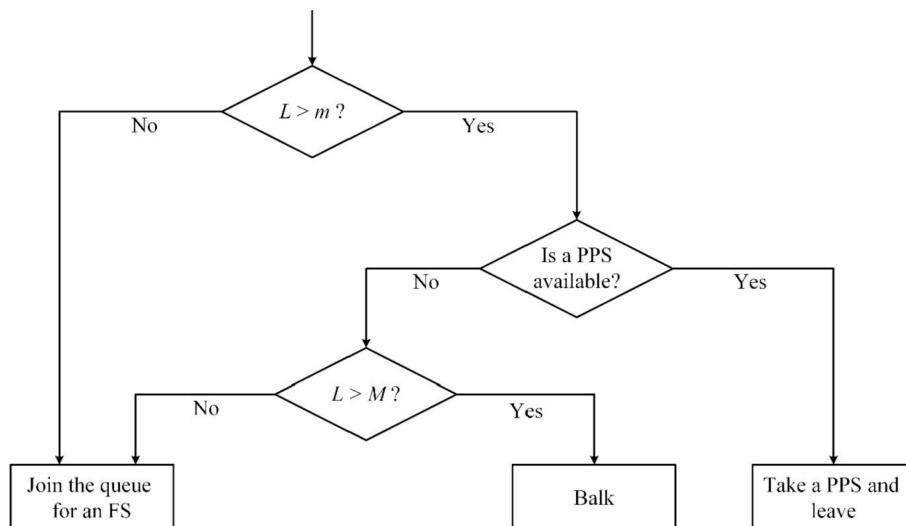 L > m ?
No
Yes
Is a PPS
available?
No
Yes
L > M ?
No
Yes
Join the queue
for an FS
Balk
Take a PPS and
leave